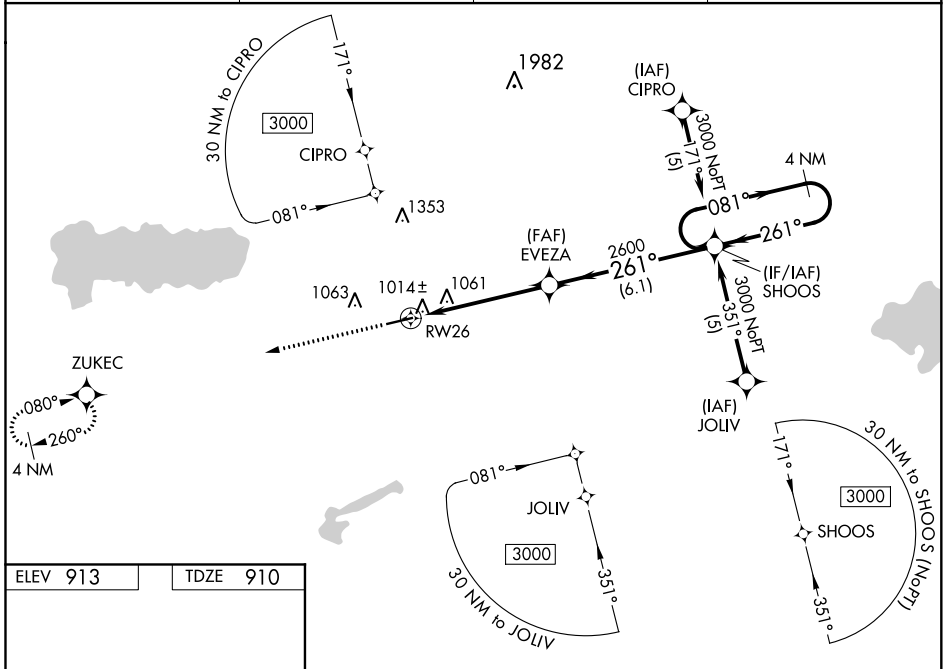 30 NM to CIPRO
171°
3000
CIPRO
081°
1982
(IAF)
CIPRO
3000 NoPT
171°
(5)
4 NM
081°
261°
1353
(FAF)
EVEZA
2600
261°
(6.1)
(IF/IAF)
SHOOS
1063
1014±
1061
RW26
3000 NoPT
351°
(5)
ZUKEC
080°
260°
4 NM
(IAF)
JOLIV
081°
JOLIV
3000
351°
30 NM to JOLIV
171°
30 NM to SHOOS (NoPT)
3000
SHOOS
351°
ELEV 913
TDZE 910